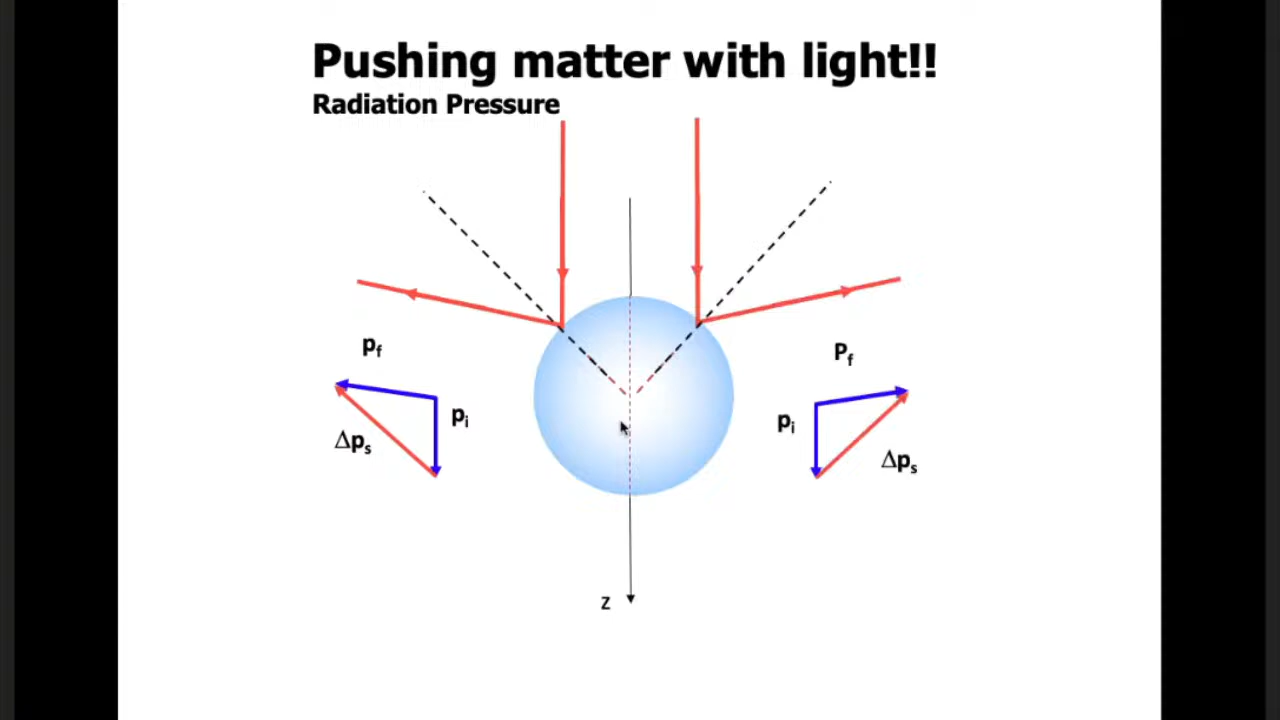 Pushing matter with light!!
Radiation Pressure
pf
Pf
pi
pi
Δps
Δps
z